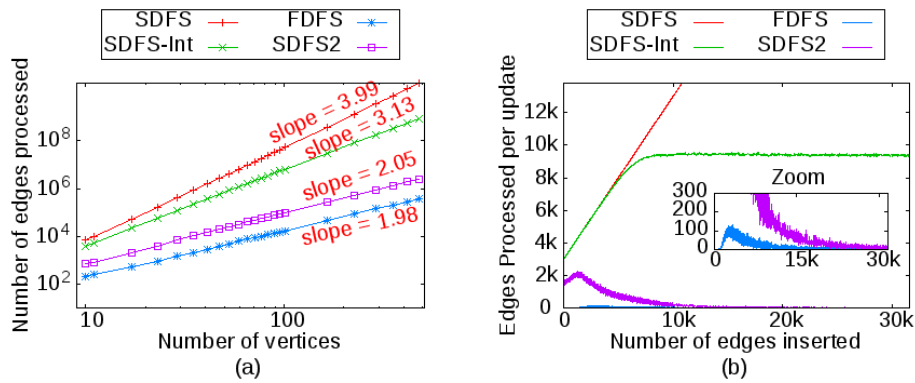 SDFS FDFS
SDFS-Int SDFS2
Number of edges processed
10^8
10^6
10^4
10^2
slope = 3.99
slope = 3.13
slope = 2.05
slope = 1.98
10 100
Number of vertices
(a)
SDFS FDFS
SDFS-Int SDFS2
Edges Processed per update
12k
10k
8k
6k
4k
2k
0
Zoom
300
200
100
0
15k 30k
0 10k 20k 30k
Number of edges inserted
(b)